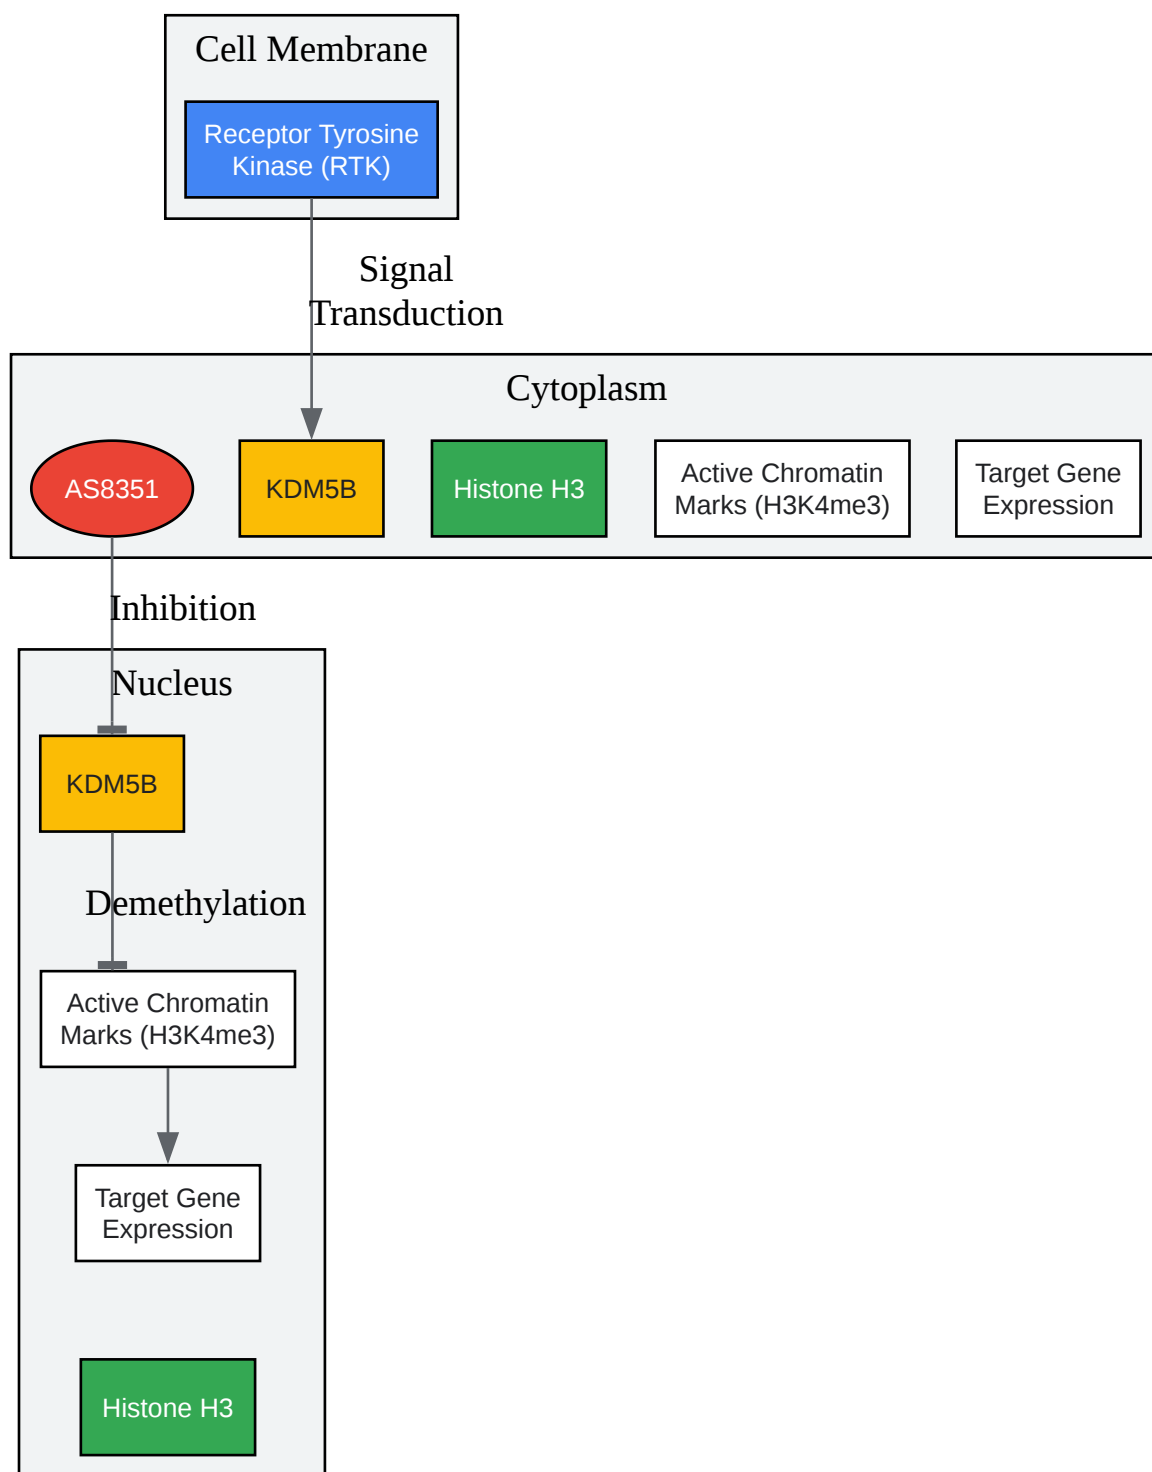 Cell Membrane
Receptor Tyrosine
Kinase (RTK)
Signal
Transduction
Cytoplasm
AS8351
KDM5B
Histone H3
Active Chromatin
Marks (H3K4me3)
Target Gene
Expression
Inhibition
Nucleus
KDM5B
Demethylation
Active Chromatin
Marks (H3K4me3)
Target Gene
Expression
Histone H3